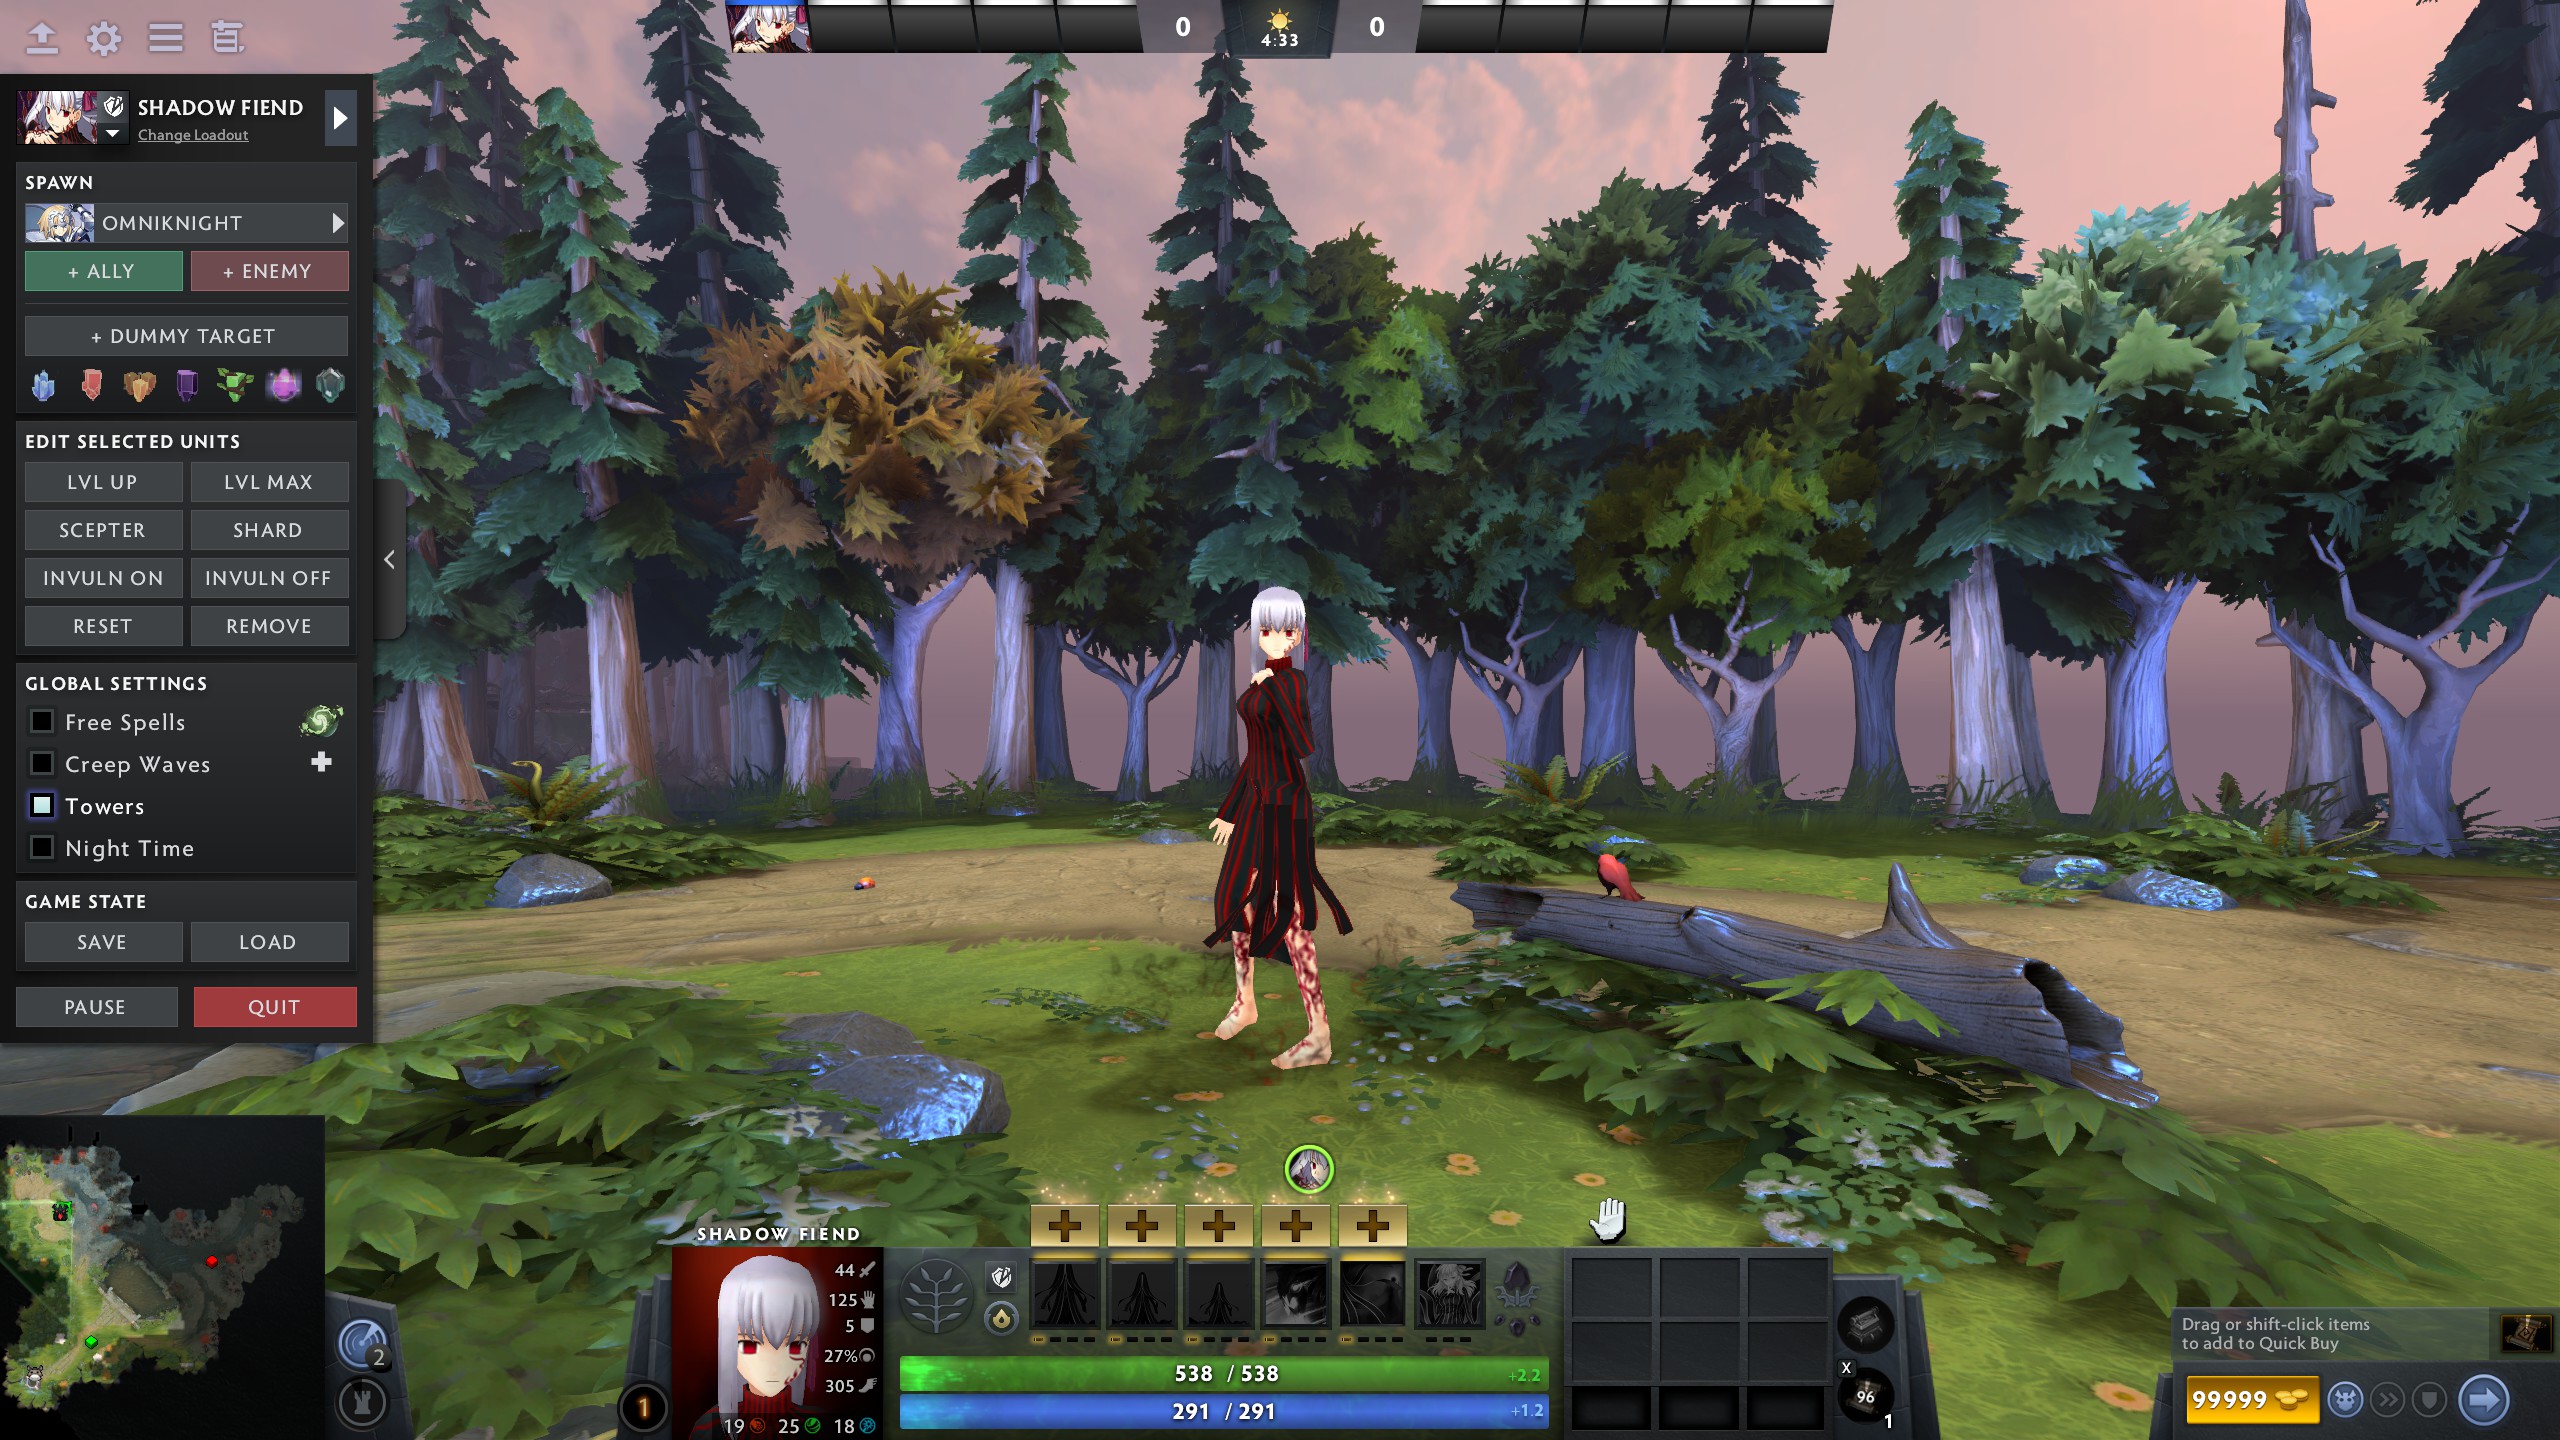 0
4:33
0
SHADOW FIEND
Change Loadout
SPAWN
OMNIKNIGHT
+ ALLY
+ ENEMY
+ DUMMY TARGET
EDIT SELECTED UNITS
LVL UP
LVL MAX
SCEPTER
SHARD
INVULN ON
INVULN OFF
RESET
REMOVE
GLOBAL SETTINGS
Free Spells
Creep Waves
Towers
Night Time
GAME STATE
SAVE
LOAD
PAUSE
QUIT
2
SHADOW FIEND
44
125
5
27%
305
1
19
25
18
538 / 538
+2.2
291 / 291
+1.2
X
96
1
Drag or shift-click items
to add to Quick Buy
99999